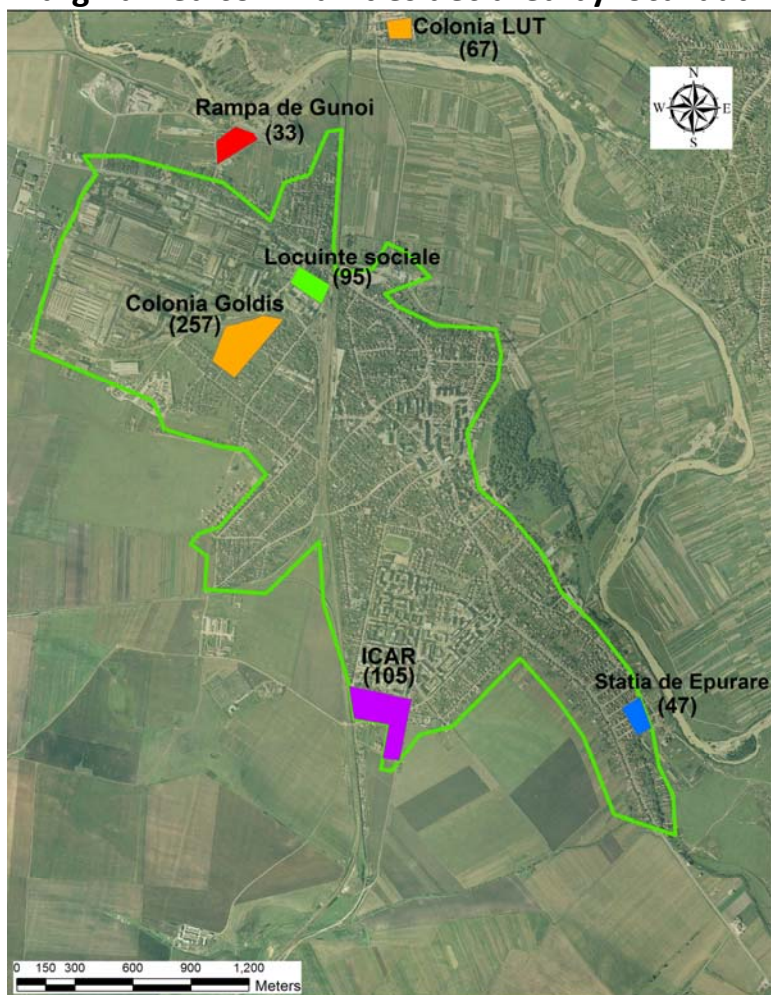 Colonia LUT
(67)
N
W E
S
Rampa de Gunoi
(33)
Locuinte sociale
(95)
Colonia Goldis
(257)
ICAR
(105)
Statia de Epurare
(47)
0 150 300 600 900 1,200
Meters